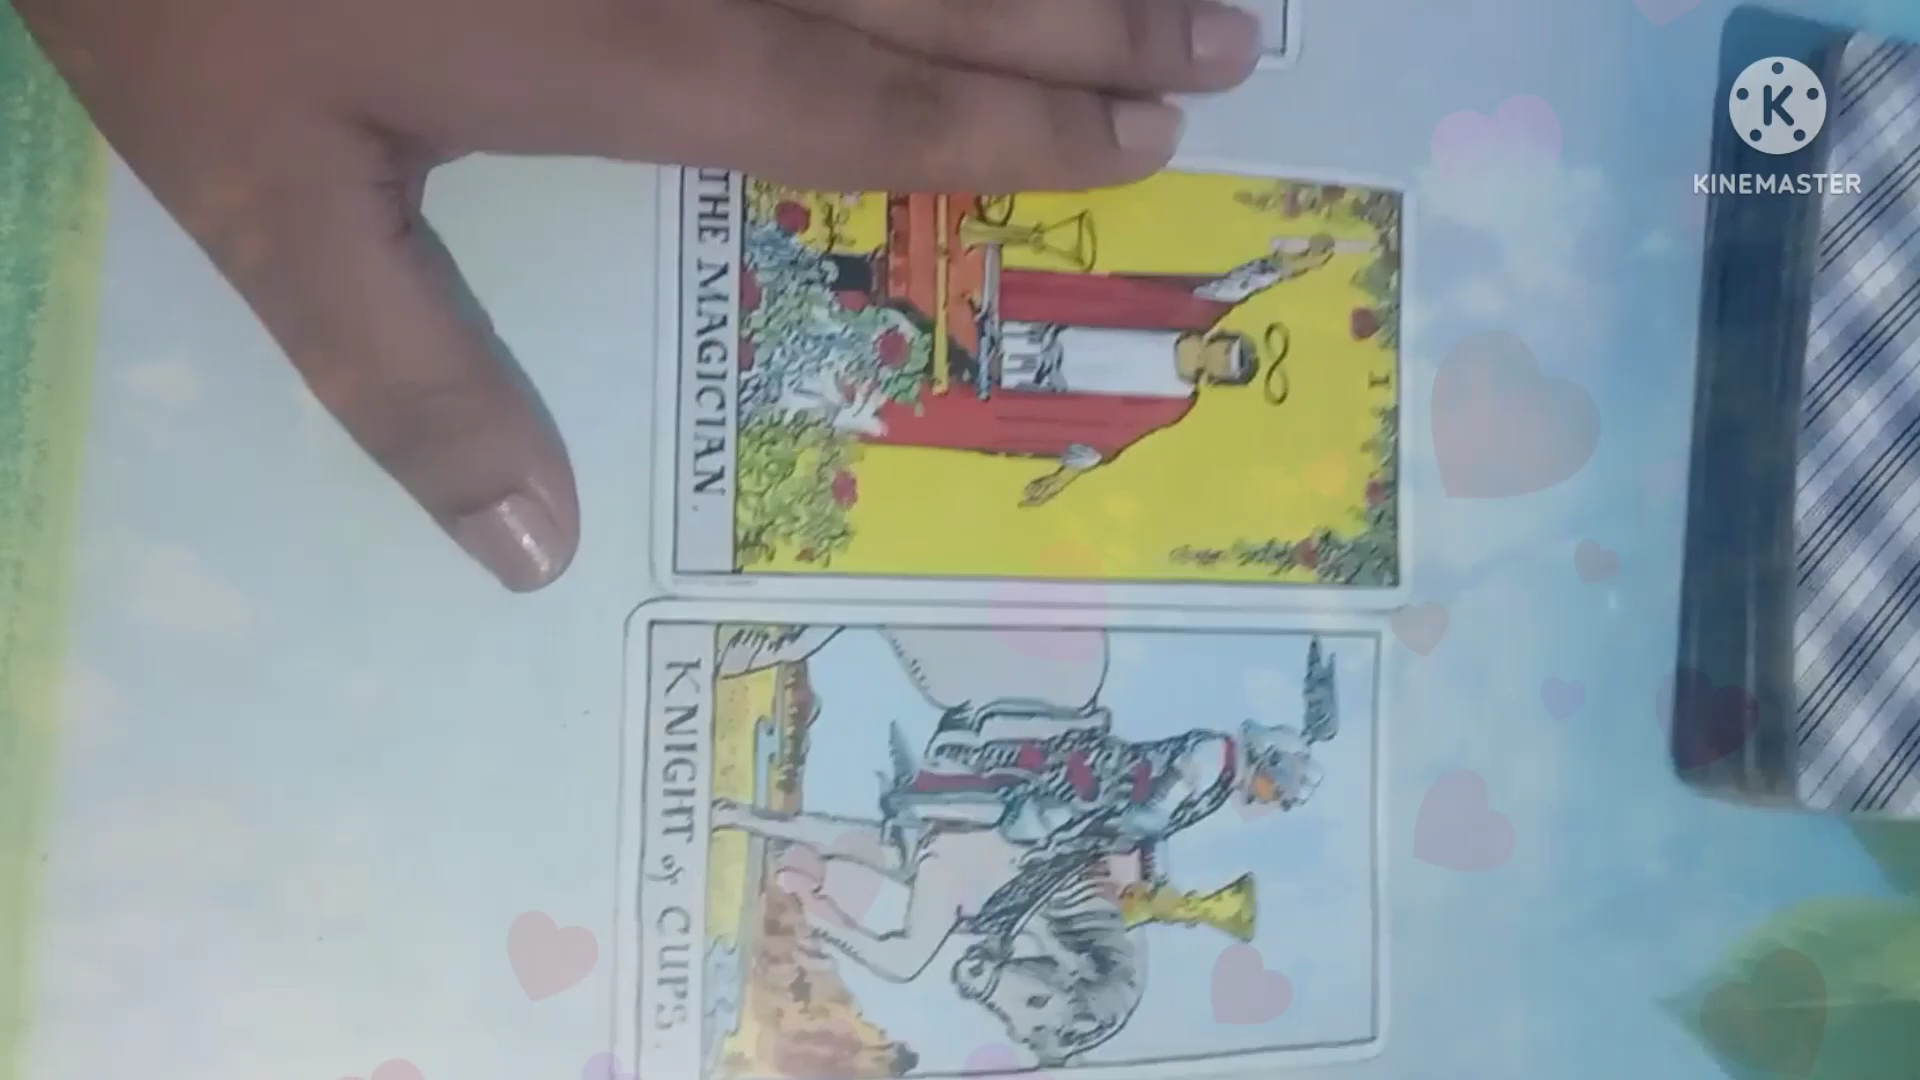 THE MAGICIAN.
I
KNIGHT of CUPS.
K
KINEMASTER